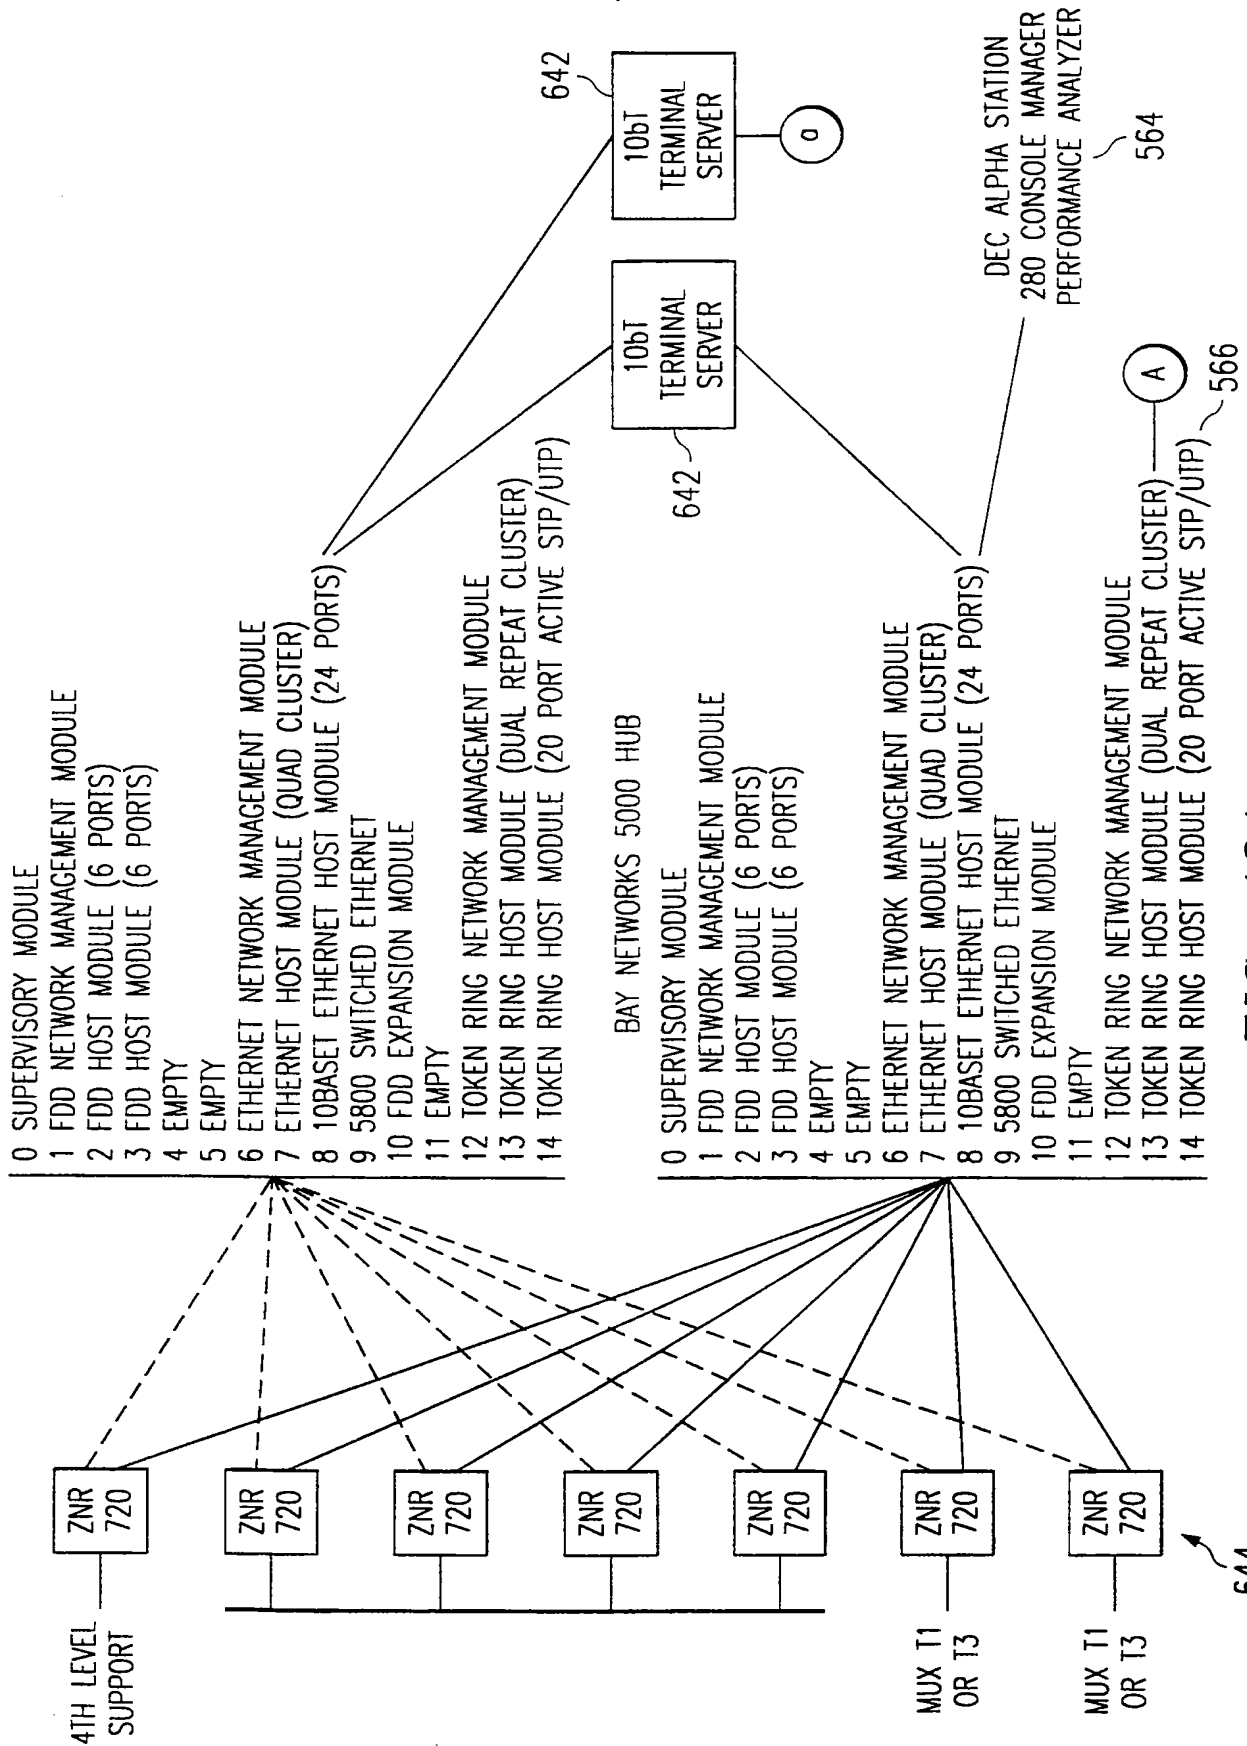 4TH LEVEL
SUPPORT
ZNR
720
ZNR
720
ZNR
720
ZNR
720
ZNR
720
MUX T1
OR T3
ZNR
720
MUX T1
OR T3
ZNR
720
644
0 SUPERVISORY MODULE
1 FDD NETWORK MANAGEMENT MODULE
2 FDD HOST MODULE (6 PORTS)
3 FDD HOST MODULE (6 PORTS)
4 EMPTY
5 EMPTY
6 ETHERNET NETWORK MANAGEMENT MODULE
7 ETHERNET HOST MODULE (QUAD CLUSTER)
8 10BASET ETHERNET HOST MODULE (24 PORTS)
9 5800 SWITCHED ETHERNET
10 FDD EXPANSION MODULE
11 EMPTY
12 TOKEN RING NETWORK MANAGEMENT MODULE
13 TOKEN RING HOST MODULE (DUAL REPEAT CLUSTER)
14 TOKEN RING HOST MODULE (20 PORT ACTIVE STP/UTP)
BAY NETWORKS 5000 HUB
0 SUPERVISORY MODULE
1 FDD NETWORK MANAGEMENT MODULE
2 FDD HOST MODULE (6 PORTS)
3 FDD HOST MODULE (6 PORTS)
4 EMPTY
5 EMPTY
6 ETHERNET NETWORK MANAGEMENT MODULE
7 ETHERNET HOST MODULE (QUAD CLUSTER)
8 10BASET ETHERNET HOST MODULE (24 PORTS)
9 5800 SWITCHED ETHERNET
10 FDD EXPANSION MODULE
11 EMPTY
12 TOKEN RING NETWORK MANAGEMENT MODULE
13 TOKEN RING HOST MODULE (DUAL REPEAT CLUSTER)
14 TOKEN RING HOST MODULE (20 PORT ACTIVE STP/UTP)
A
566
642
10bT
TERMINAL
SERVER
642
10bT
TERMINAL
SERVER
a
DEC ALPHA STATION
280 CONSOLE MANAGER
PERFORMANCE ANALYZER
564